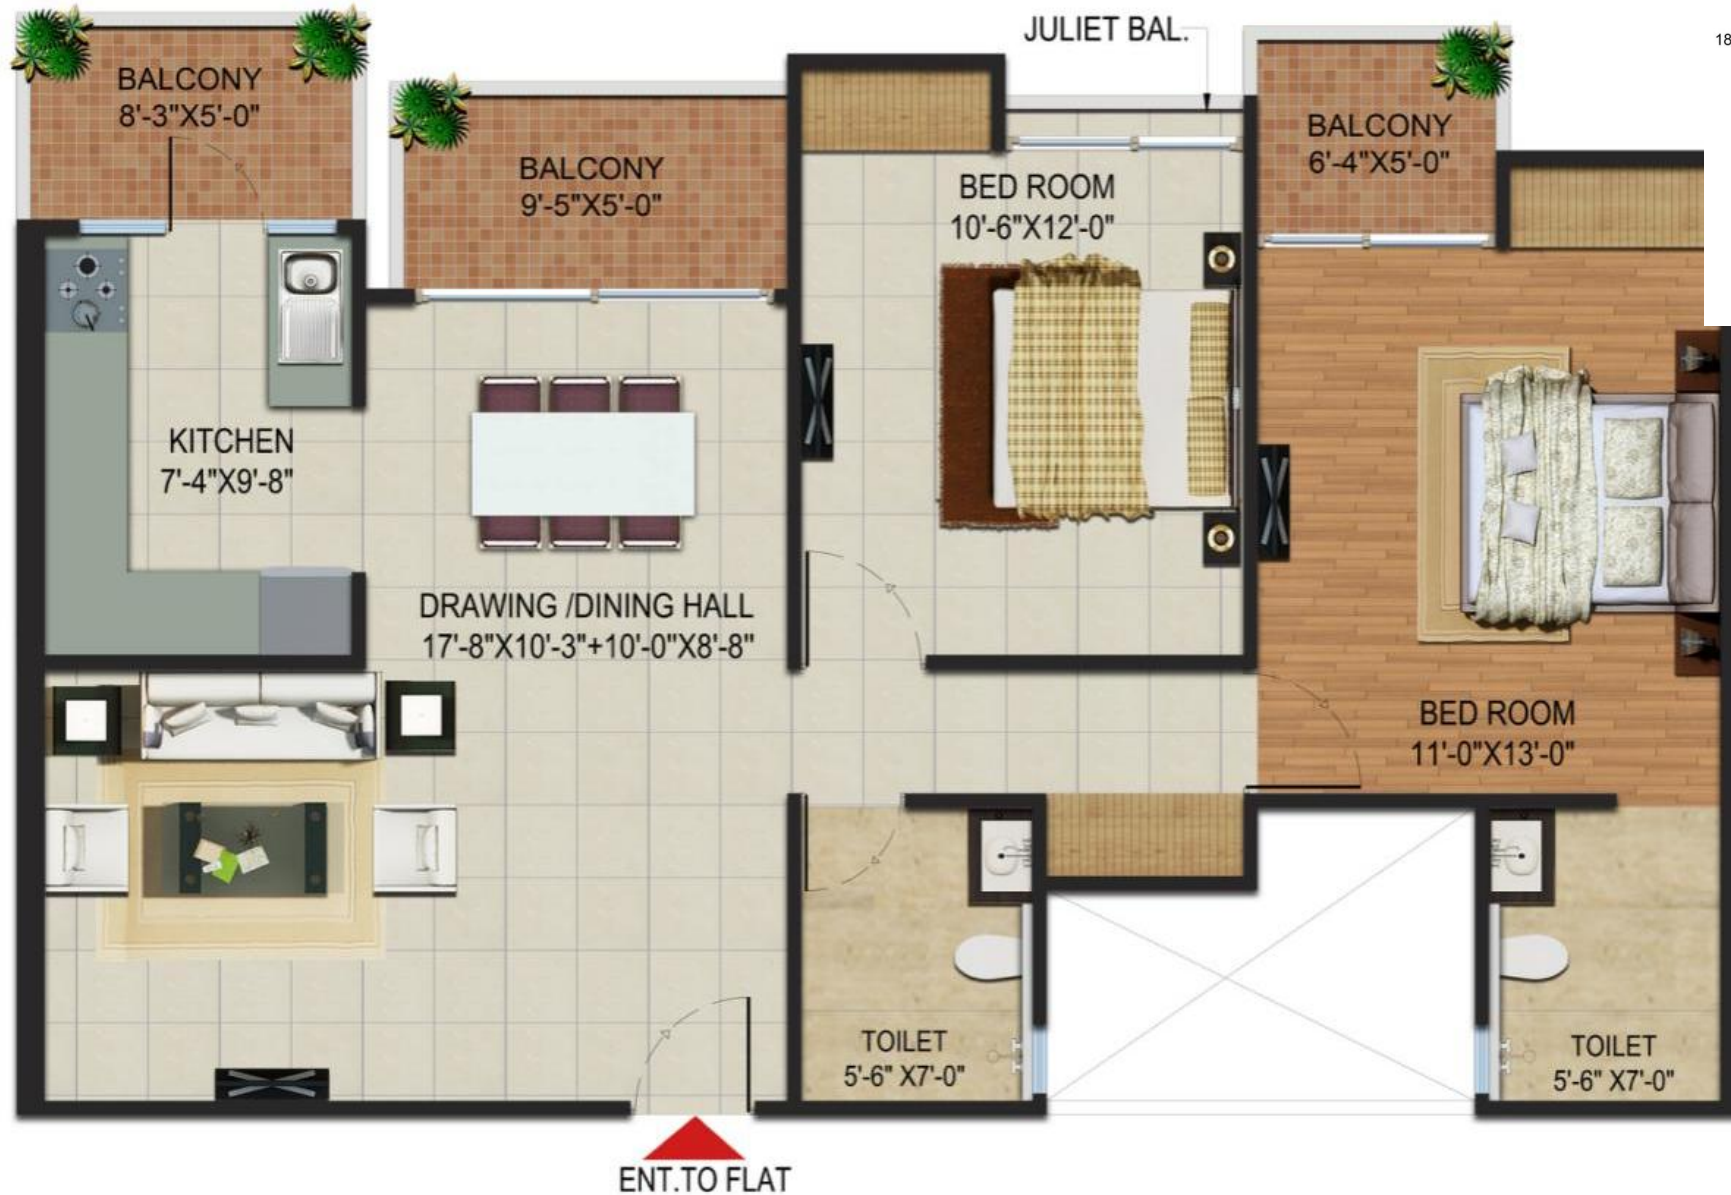 JULIET BAL.
18
BALCONY
8'-3"X5'-0"
BALCONY
9'-5"X5'-0"
BED ROOM
10'-6"X12'-0"
BALCONY
6'-4"X5'-0"
KITCHEN
7'-4"X9'-8"
DRAWING /DINING HALL
17'-8"X10'-3"+10'-0"X8'-8"
BED ROOM
11'-0"X13'-0"
TOILET
5'-6" X7'-0"
TOILET
5'-6" X7'-0"
ENT.TO FLAT